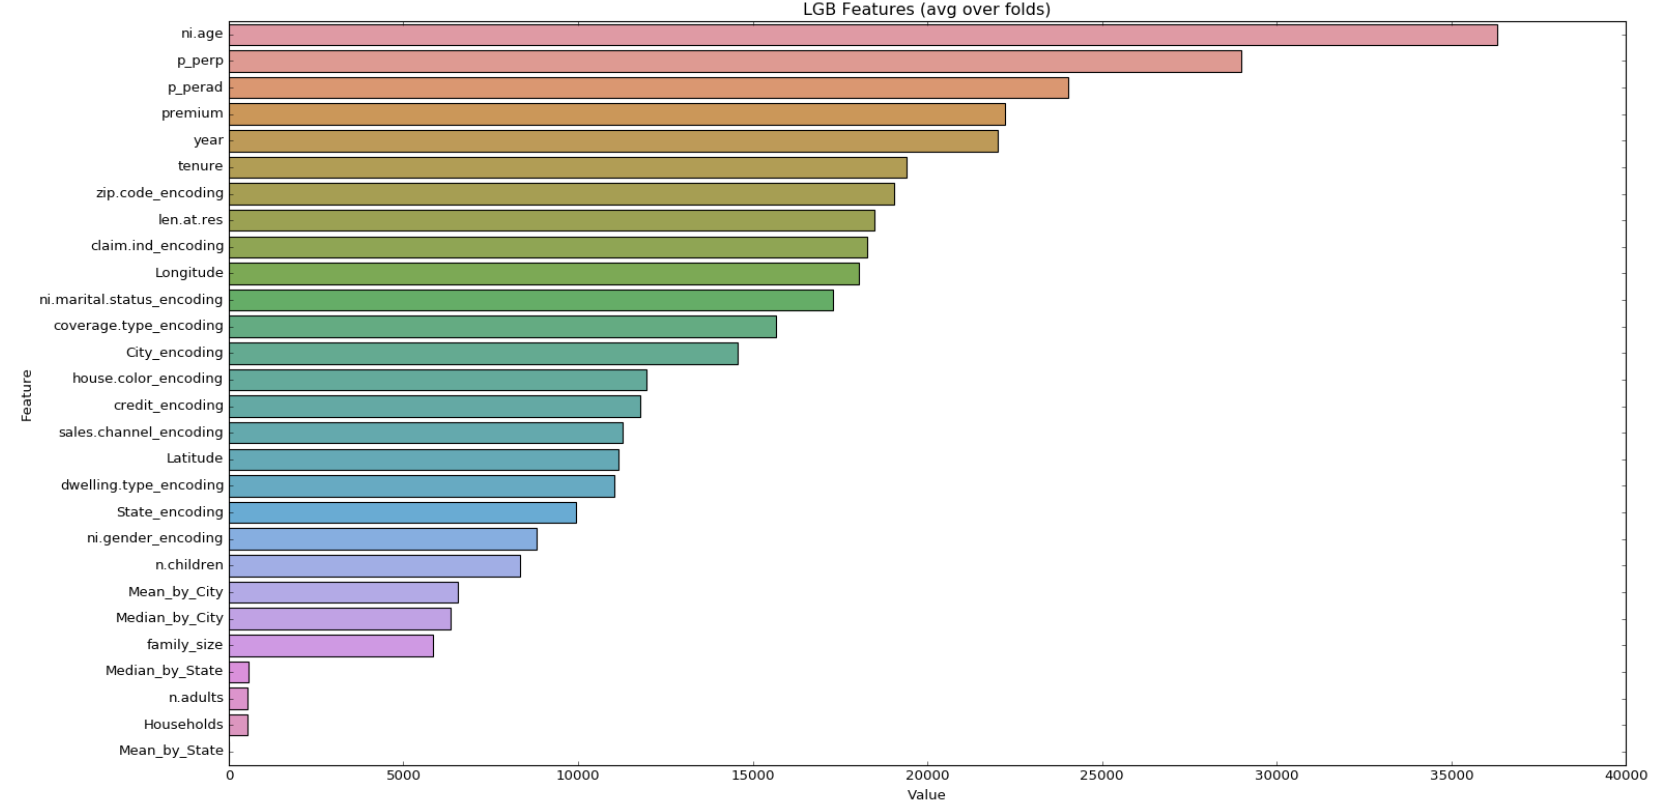 LGB Features (avg over folds)
ni.age
p_perp
p_perad
premium
year
tenure
zip.code_encoding
len.at.res
claim.ind_encoding
Longitude
ni.marital.status_encoding
coverage.type_encoding
City_encoding
house.color_encoding
credit_encoding
sales.channel_encoding
Latitude
dwelling.type_encoding
State_encoding
ni.gender_encoding
n.children
Mean_by_City
Median_by_City
family_size
Median_by_State
n.adults
Households
Mean_by_State
Feature
0 5000 10000 15000 20000 25000 30000 35000 40000
Value